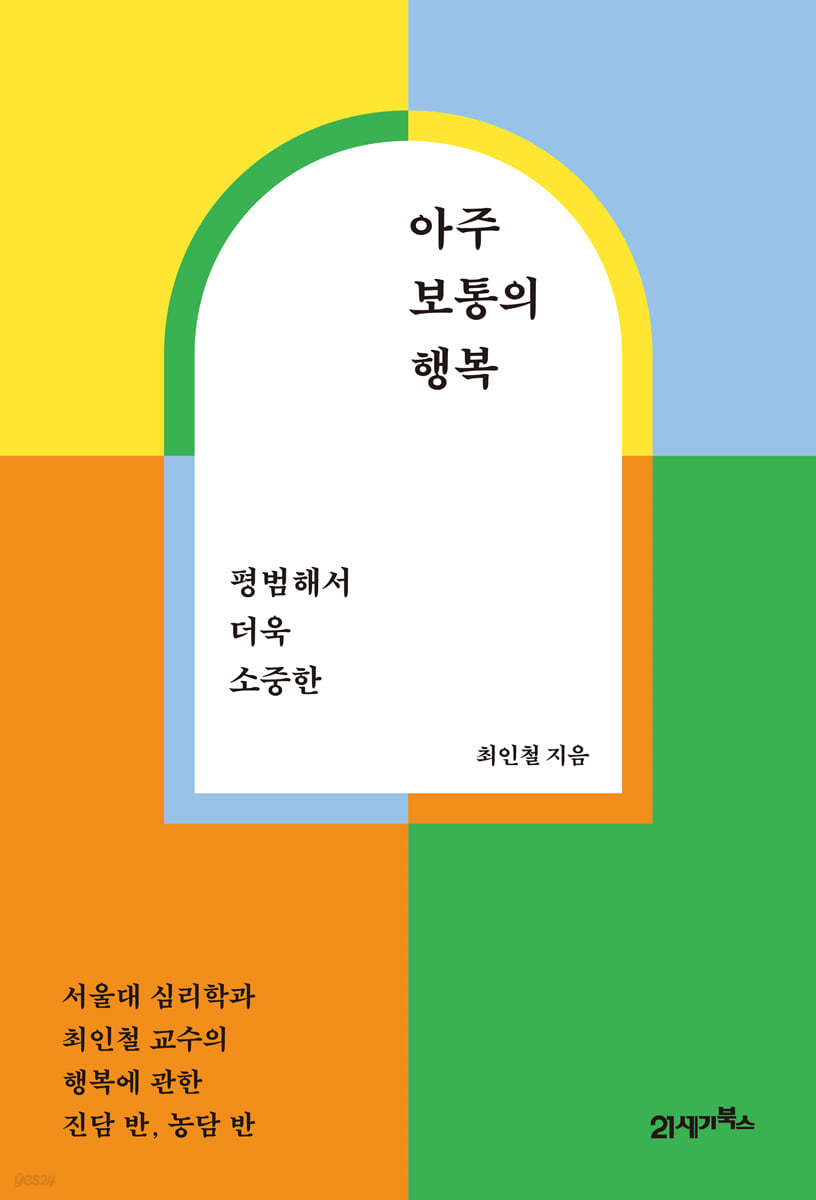 아주
보통의
행복
평범해서
더욱
소중한
최인철 지음
서울대 심리학과
최인철 교수의
행복에 관한
진담 반, 농담 반
21세기북스
yes24